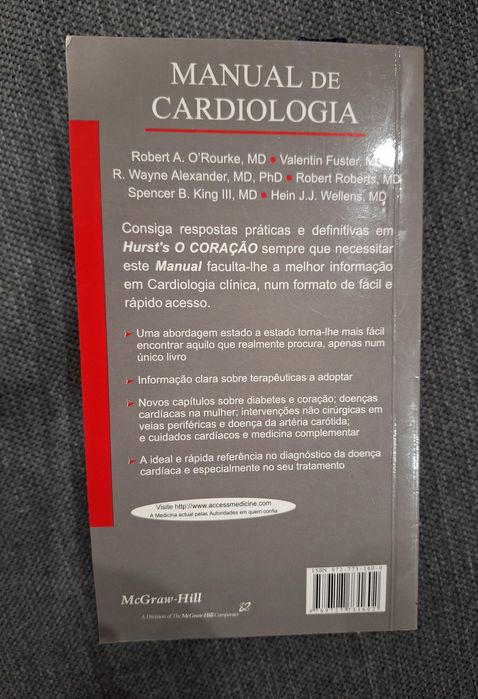 MANUAL DE
CARDIOLOGIA
Robert A. O'Rourke, MD • Valentin Fuster,
R. Wayne Alexander, MD, PhD • Robert Roberts, MD
Spencer B. King III, MD • Hein J.J. Wellens, MD
Consiga respostas práticas e definitivas em
Hurst's O CORAÇÃO sempre que necessitar
este Manual faculta-lhe a melhor informação
em Cardiologia clínica, num formato de fácil e
rápido acesso.
Uma abordagem estado a estado torna-lhe mais fácil
encontrar aquilo que realmente procura, apenas num
único livro
Informação clara sobre terapêuticas a adoptar
Novos capítulos sobre diabetes e coração; doenças
cardíacas na mulher; intervenções não cirúrgicas em
veias periféricas e doença da artéria carótida;
e cuidados cardíacos e medicina complementar
A ideal e rápida referência no diagnóstico da doença
cardíaca e especialmente no seu tratamento
Visite http://www.accessmedicine.com
A Medicina actual pelas Autoridades em quem confia
ISBN 972-773-160-9
McGraw-Hill
A Division of The McGraw-Hill Companies